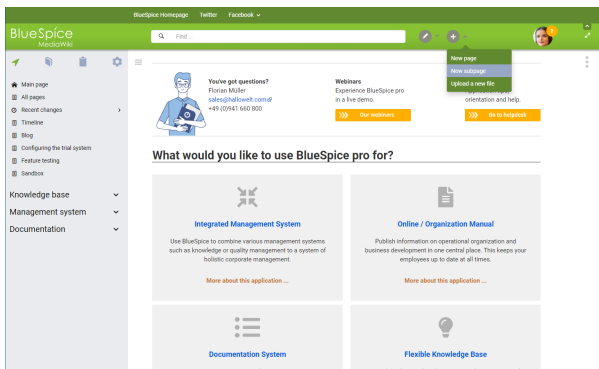 BlueSpice Homepage Twitter Facebook
BlueSpice
MediaWiki
Find...
New page
New subpage
Upload a new file
Main page
All pages
Recent changes
Timeline
Blog
Configuring the trial system
Feature testing
Sandbox
Knowledge base
Management system
Documentation
You've got questions?
Florian Müller
sales@hallowelt.com
+49 (0)941 660 800
Webinars
Experience BlueSpice pro
in a live demo.
Our webinars
orientation and help.
Go to helpdesk
What would you like to use BlueSpice pro for?
Integrated Management System
Use BlueSpice to combine various management systems
such as knowledge or quality management to a system of
holistic corporate management.
More about this application ...
Online / Organization Manual
Publish information on operational organization and
business development in one central place. This keeps your
employees up to date at all times.
More about this application ...
Documentation System
Flexible Knowledge Base